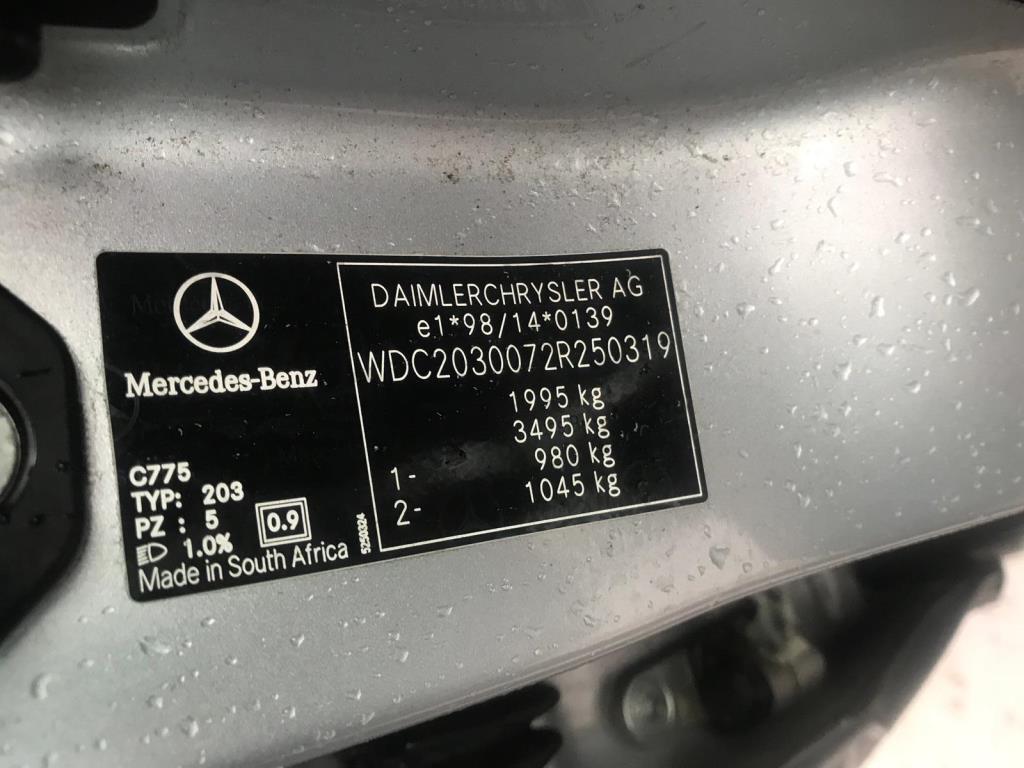 Mercedes-Benz
C775
TYP: 203
PZ : 5
1.0%
0.9
Made in South Africa
5250324
DAIMLERCHRYSLER AG
e1*98/14*0139
WDC2030072R250319
1995 kg
3495 kg
1- 980 kg
2- 1045 kg